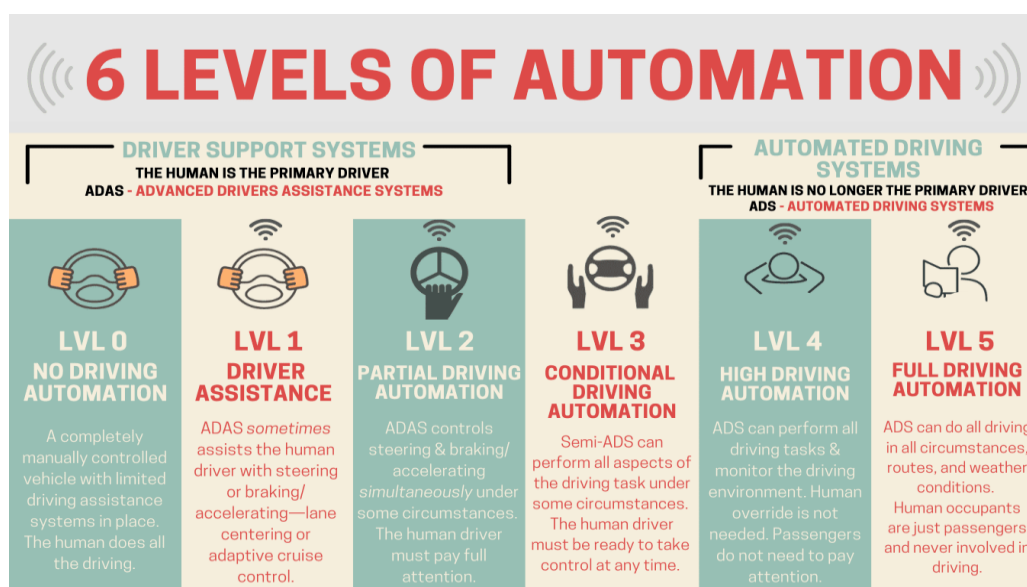 6 LEVELS OF AUTOMATION
DRIVER SUPPORT SYSTEMS
THE HUMAN IS THE PRIMARY DRIVER
ADAS - ADVANCED DRIVERS ASSISTANCE SYSTEMS
AUTOMATED DRIVING
SYSTEMS
THE HUMAN IS NO LONGER THE PRIMARY DRIVER
ADS - AUTOMATED DRIVING SYSTEMS
LVL 0
NO DRIVING
AUTOMATION
A completely
manually controlled
vehicle with limited
driving assistance
systems in place.
The human does all
the driving.
LVL 1
DRIVER
ASSISTANCE
ADAS sometimes
assists the human
driver with steering
or braking/
accelerating—lane
centering or
adaptive cruise
control.
LVL 2
PARTIAL DRIVING
AUTOMATION
ADAS controls
steering & braking/
accelerating
simultaneously under
some circumstances.
The human driver
must pay full
attention.
LVL 3
CONDITIONAL
DRIVING
AUTOMATION
Semi-ADS can
perform all aspects of
the driving task under
some circumstances.
The human driver
must be ready to take
control at any time.
LVL 4
HIGH DRIVING
AUTOMATION
ADS can perform all
driving tasks &
monitor the driving
environment. Human
override is not
needed. Passengers
do not need to pay
attention.
LVL 5
FULL DRIVING
AUTOMATION
ADS can do all driving
in all circumstances,
routes, and weather
conditions.
Human occupants
are just passengers
and never involved in
driving.